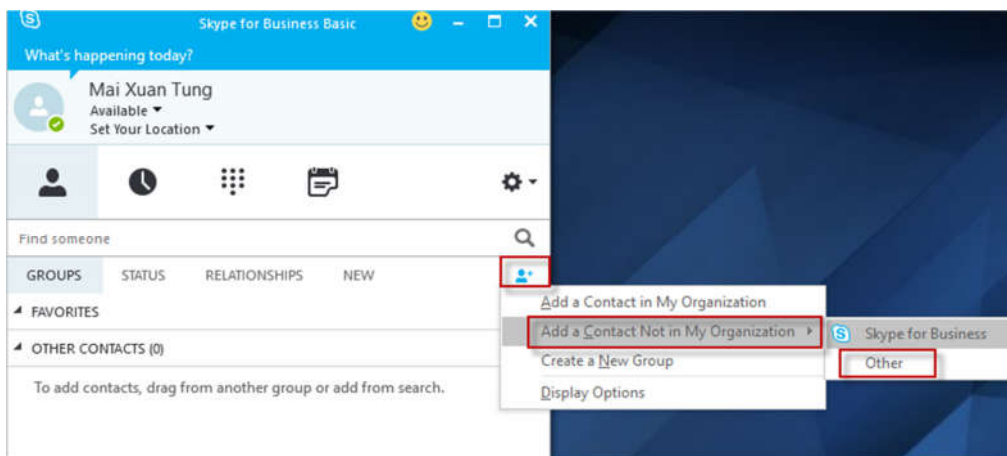 Skype for Business Basic
What's happening today?
Mai Xuan Tung
Available
Set Your Location
Find someone
GROUPS STATUS RELATIONSHIPS NEW
FAVORITES
OTHER CONTACTS (0)
To add contacts, drag from another group or add from search.
Add a Contact in My Organization
Add a Contact Not in My Organization
Create a New Group
Display Options
Skype for Business
Other